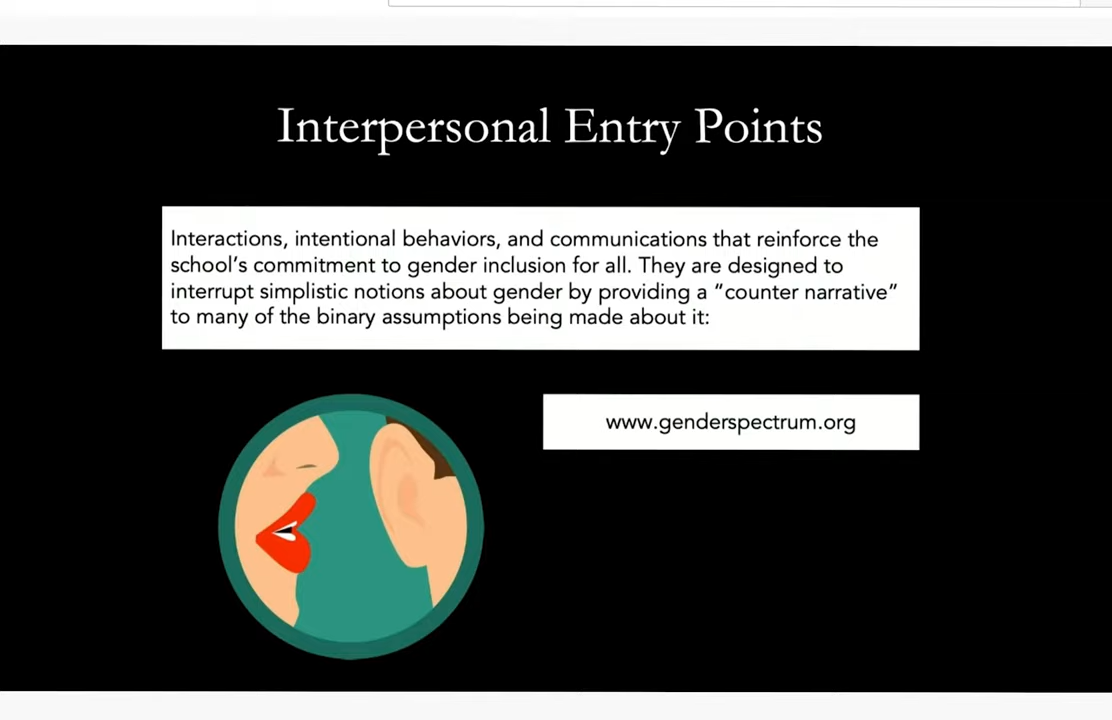 Interpersonal Entry Points
Interactions, intentional behaviors, and communications that reinforce the
school’s commitment to gender inclusion for all. They are designed to
interrupt simplistic notions about gender by providing a “counter narrative”
to many of the binary assumptions being made about it:
www.genderspectrum.org